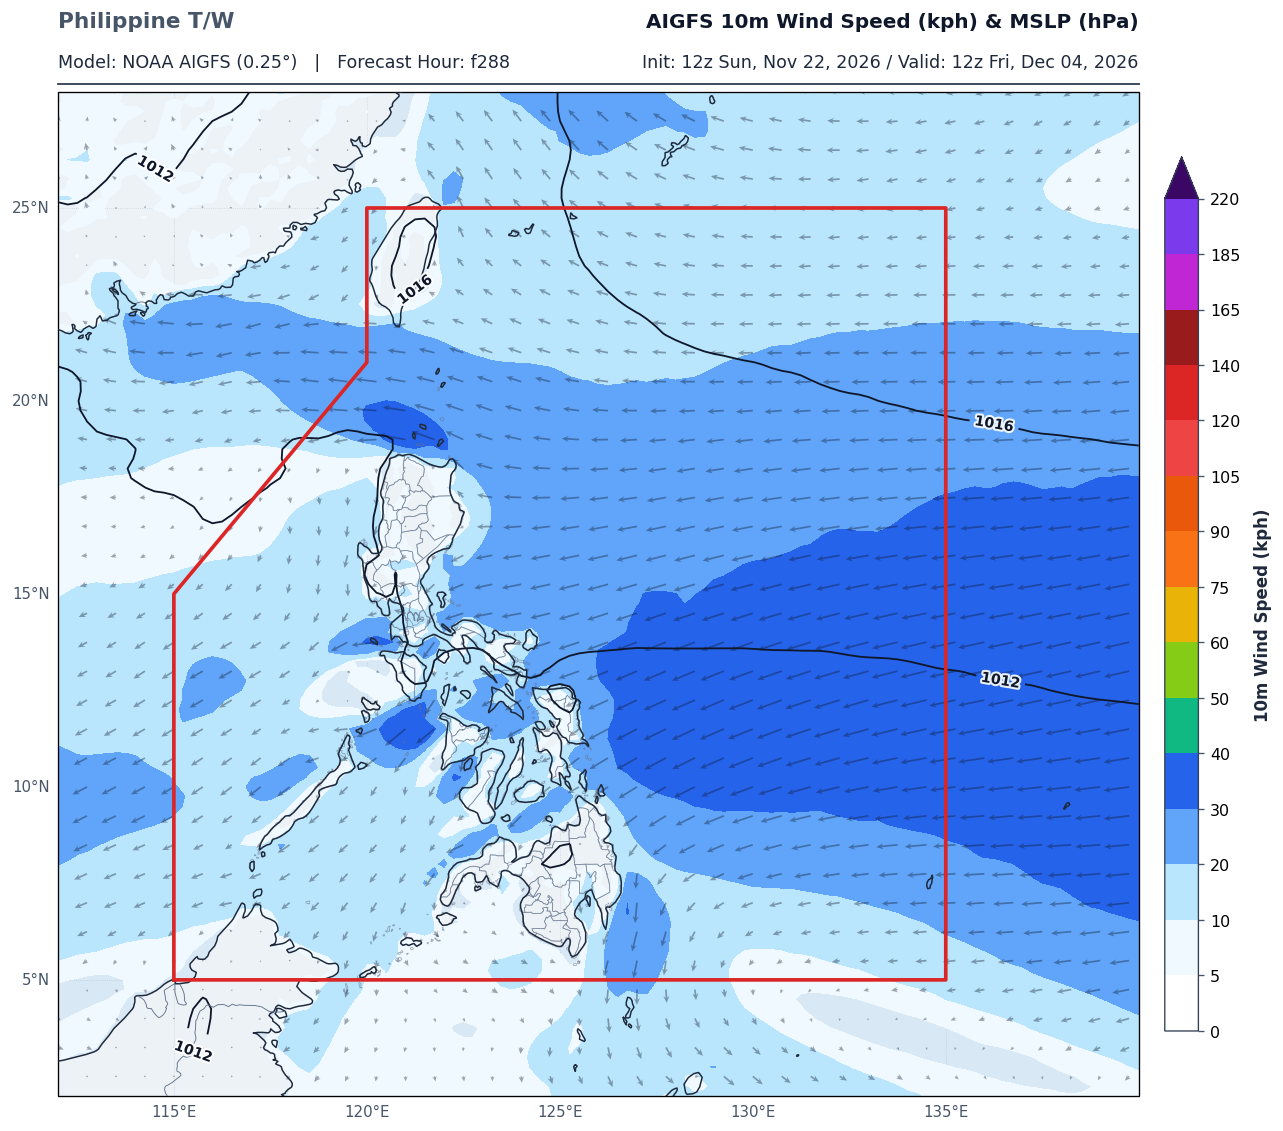 Philippine T/W
AIGFS 10m Wind Speed (kph) & MSLP (hPa)
Model: NOAA AIGFS (0.25°) | Forecast Hour: f288
Init: 12z Sun, Nov 22, 2026 / Valid: 12z Fri, Dec 04, 2026
1012
1016
1016
1012
1012
25°N
20°N
15°N
10°N
5°N
115°E
120°E
125°E
130°E
135°E
220
185
165
140
120
105
90
75
60
50
40
30
20
10
5
0
10m Wind Speed (kph)